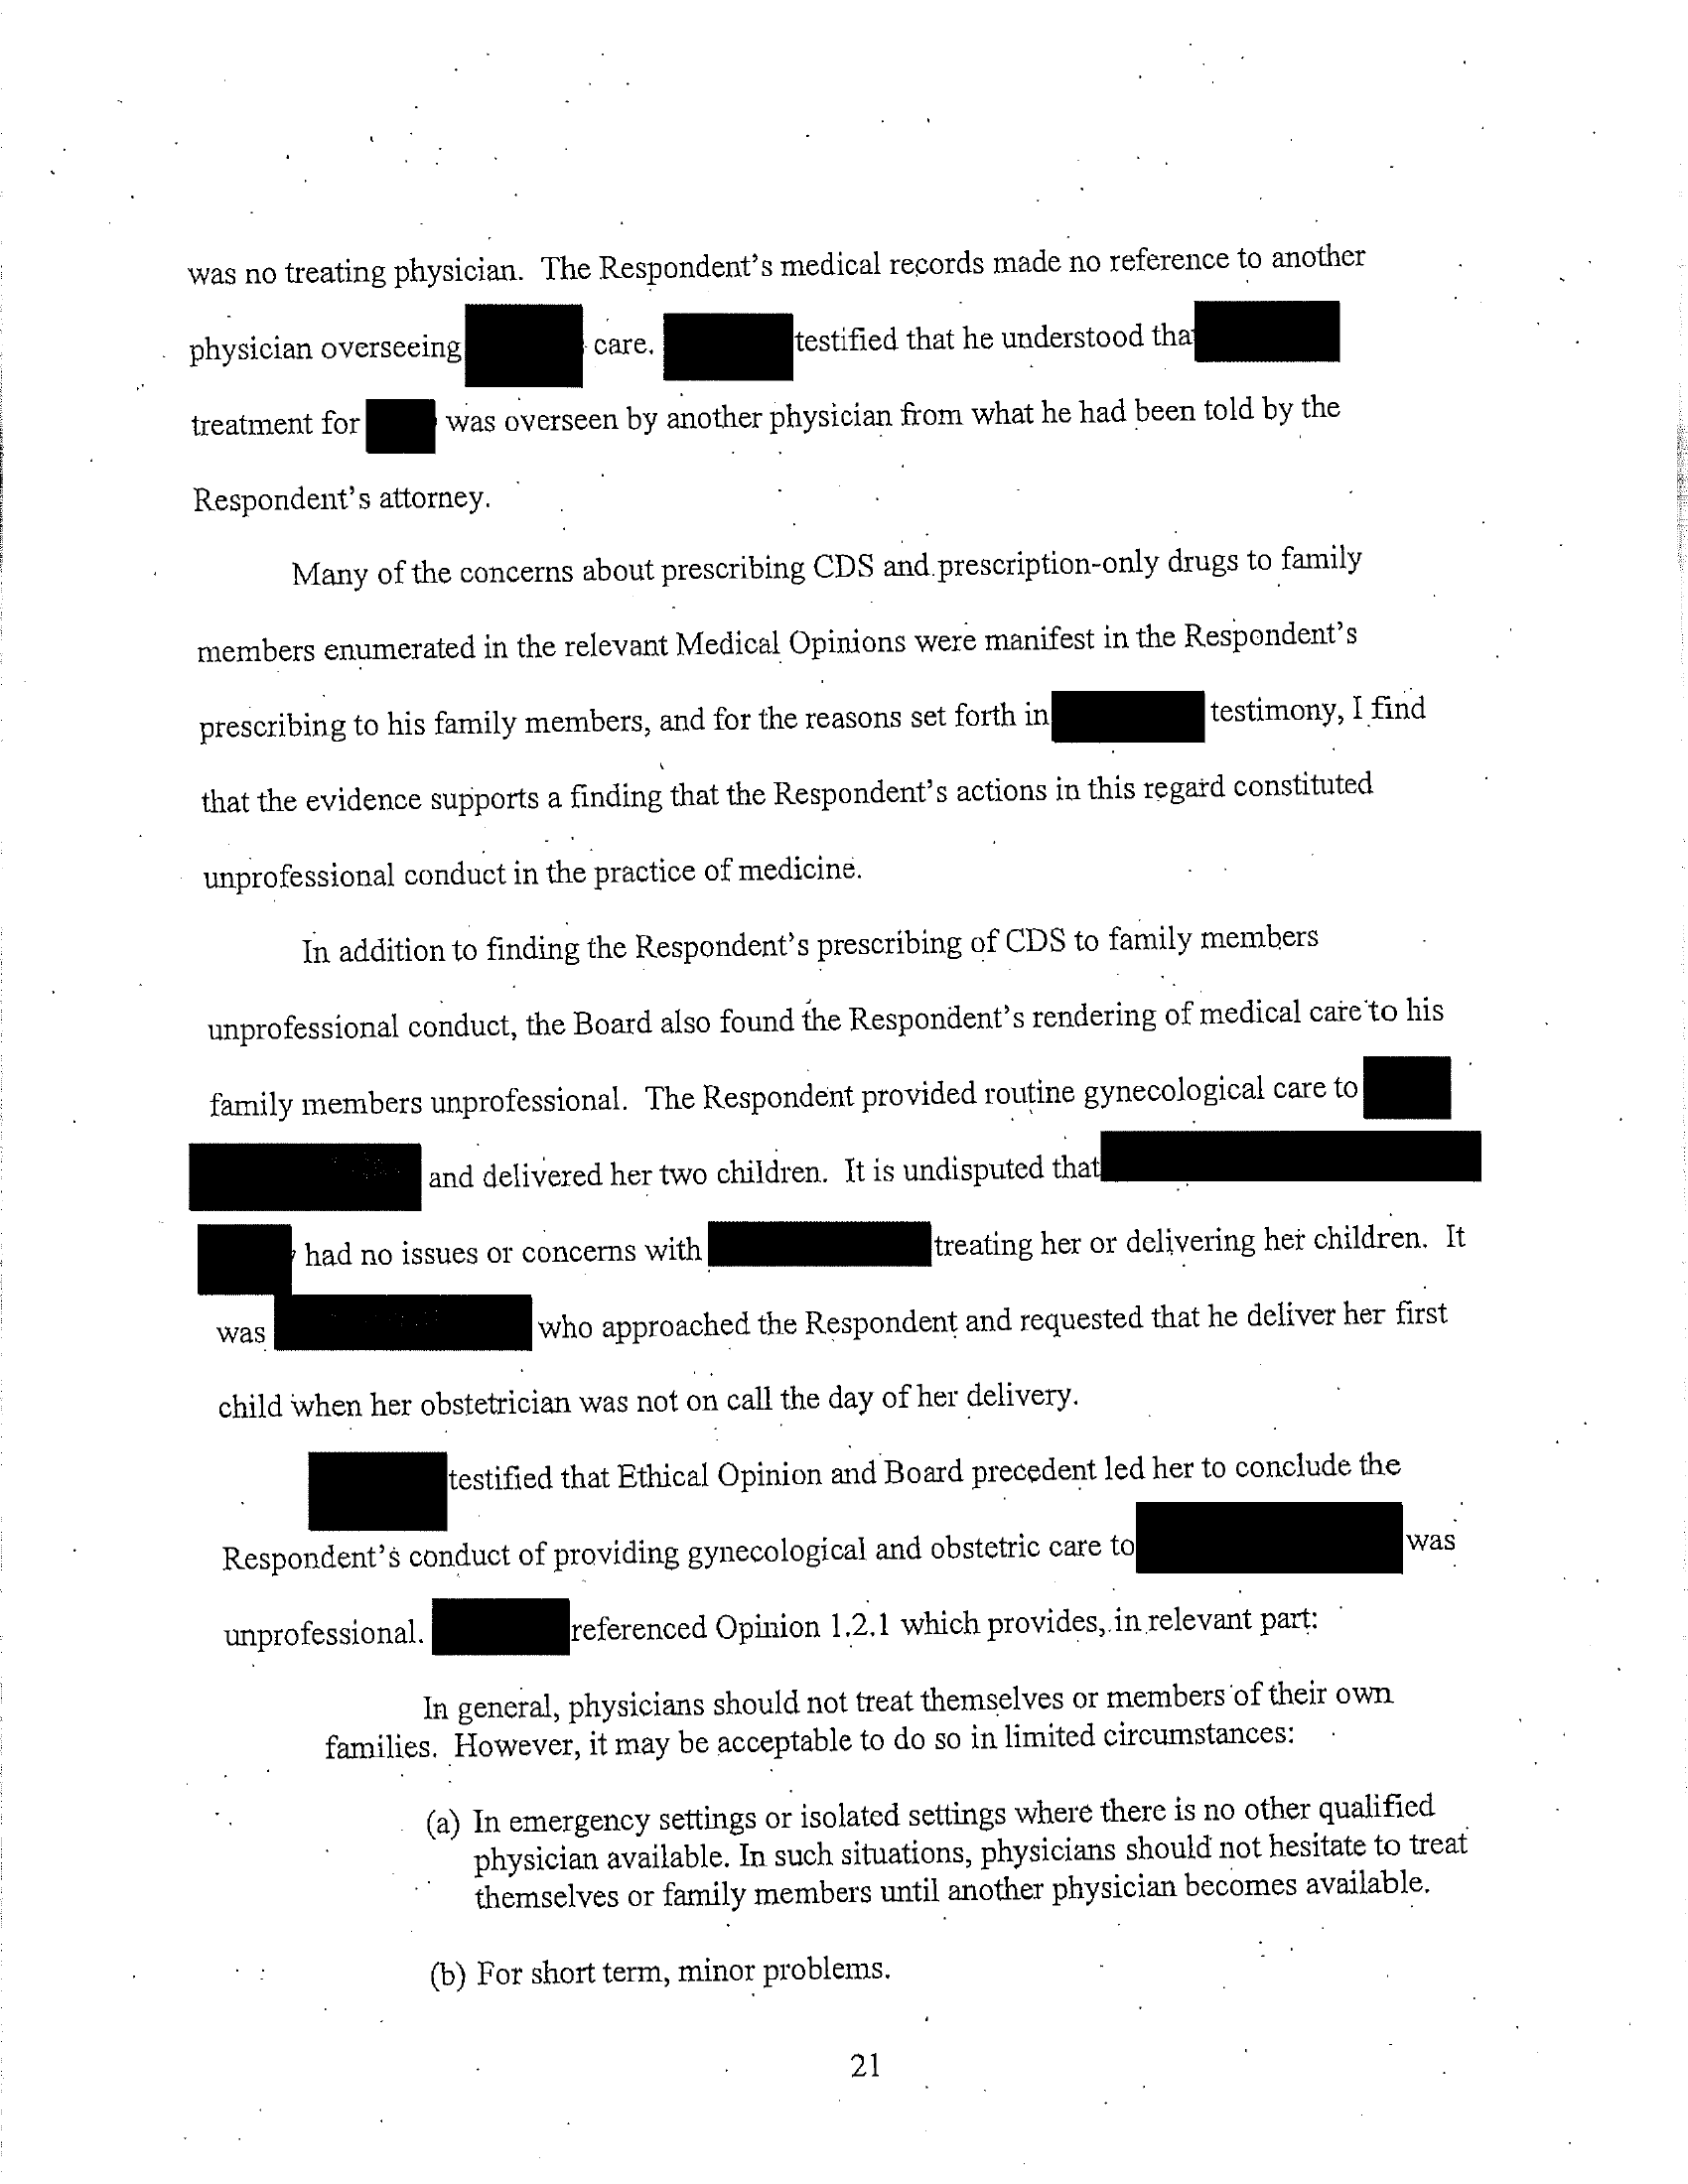 was no treating physician. The Respondent's medical records made no reference to another
physician overseeing care. testified that he understood tha
treatment for was overseen by another physician from what he had been told by the
Respondent's attorney.
Many of the concerns about prescribing CDS and prescription-only drugs to family
members enumerated in the relevant Medical Opinions were manifest in the Respondent's
prescribing to his family members, and for the reasons set forth in testimony, I find
that the evidence supports a finding that the Respondent's actions in this regard constituted
unprofessional conduct in the practice of medicine.
In addition to finding the Respondent's prescribing of CDS to family members
unprofessional conduct, the Board also found the Respondent's rendering of medical care to his
family members unprofessional. The Respondent provided routine gynecological care to
and delivered her two children. It is undisputed that
had no issues or concerns with treating her or delivering her children. It
was who approached the Respondent and requested that he deliver her first
child when her obstetrician was not on call the day of her delivery.
testified that Ethical Opinion and Board precedent led her to conclude the
Respondent's conduct of providing gynecological and obstetric care to was
unprofessional. referenced Opinion 1.2.1 which provides, in relevant part:
In general, physicians should not treat themselves or members of their own
families. However, it may be acceptable to do so in limited circumstances:
(a) In emergency settings or isolated settings where there is no other qualified
physician available. In such situations, physicians should not hesitate to treat
themselves or family members until another physician becomes available.
(b) For short term, minor problems.
21